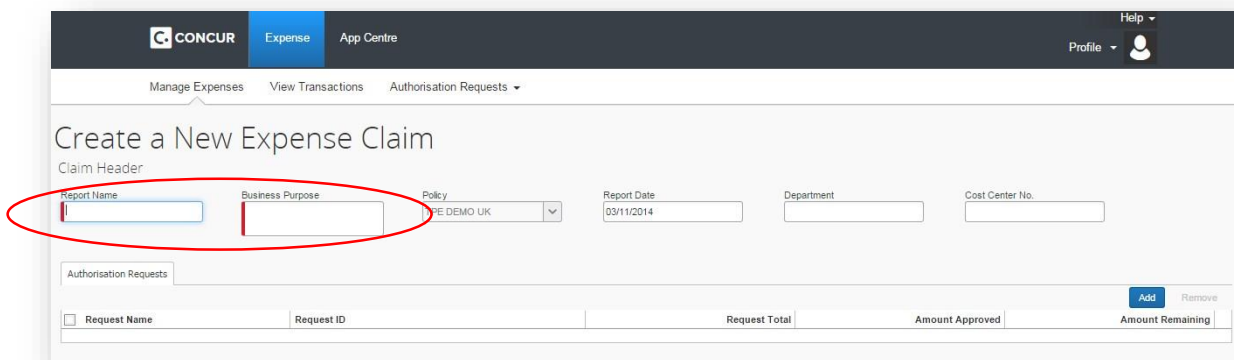 Help
C. CONCUR Expense App Centre
Profile
Manage Expenses View Transactions Authorisation Requests
Create a New Expense Claim
Claim Header
Report Name Business Purpose Policy Report Date Department Cost Center No.
DEMO UK 03/11/2014
Authorisation Requests
Add Remove
Request Name Request ID Request Total Amount Approved Amount Remaining